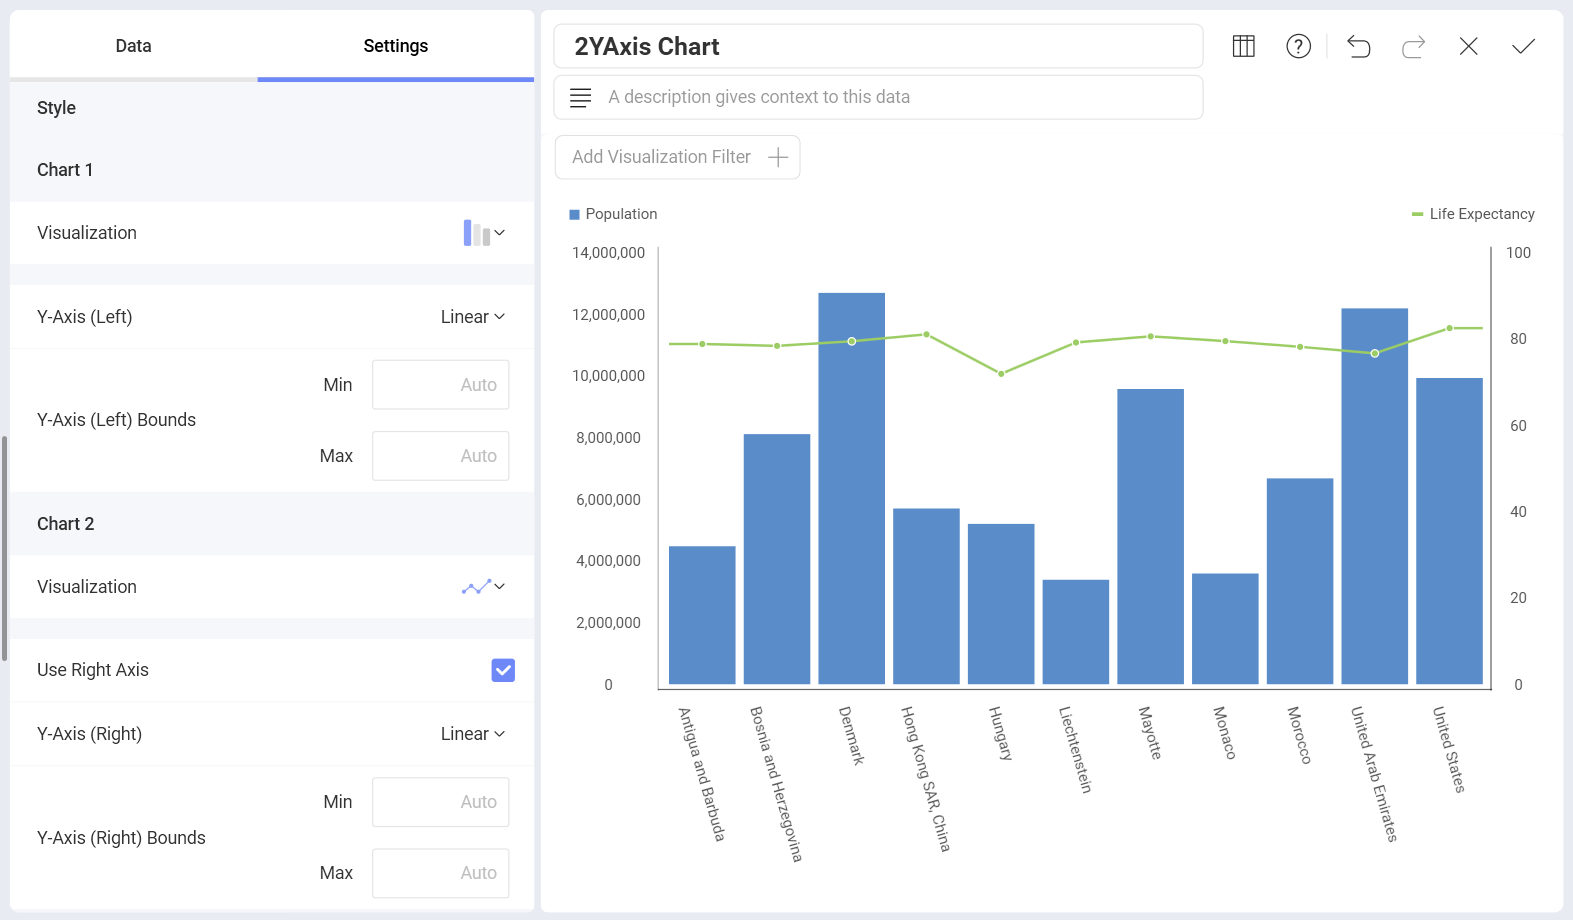 Data
Settings
Style
Chart 1
Visualization
Y-Axis (Left)
Linear
Min
Auto
Y-Axis (Left) Bounds
Max
Auto
Chart 2
Visualization
Use Right Axis
Y-Axis (Right)
Linear
Min
Auto
Y-Axis (Right) Bounds
Max
Auto
2YAxis Chart
?
A description gives context to this data
Add Visualization Filter
Population
Life Expectancy
14,000,000
12,000,000
10,000,000
8,000,000
6,000,000
4,000,000
2,000,000
0
100
80
60
40
20
0
Antigua and Barbuda
Bosnia and Herzegovina
Denmark
Hong Kong SAR, China
Hungary
Liechtenstein
Mayotte
Monaco
Morocco
United Arab Emirates
United States